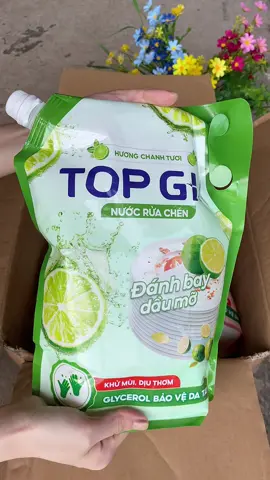 HƯƠNG CHANH TƯƠI
TOP GI
NƯỚC RỬA CHÉN
Đánh bay
dầu mỡ
KHỬ MÙI, DỊU THƠM
GLYCEROL BẢO VỆ DA T